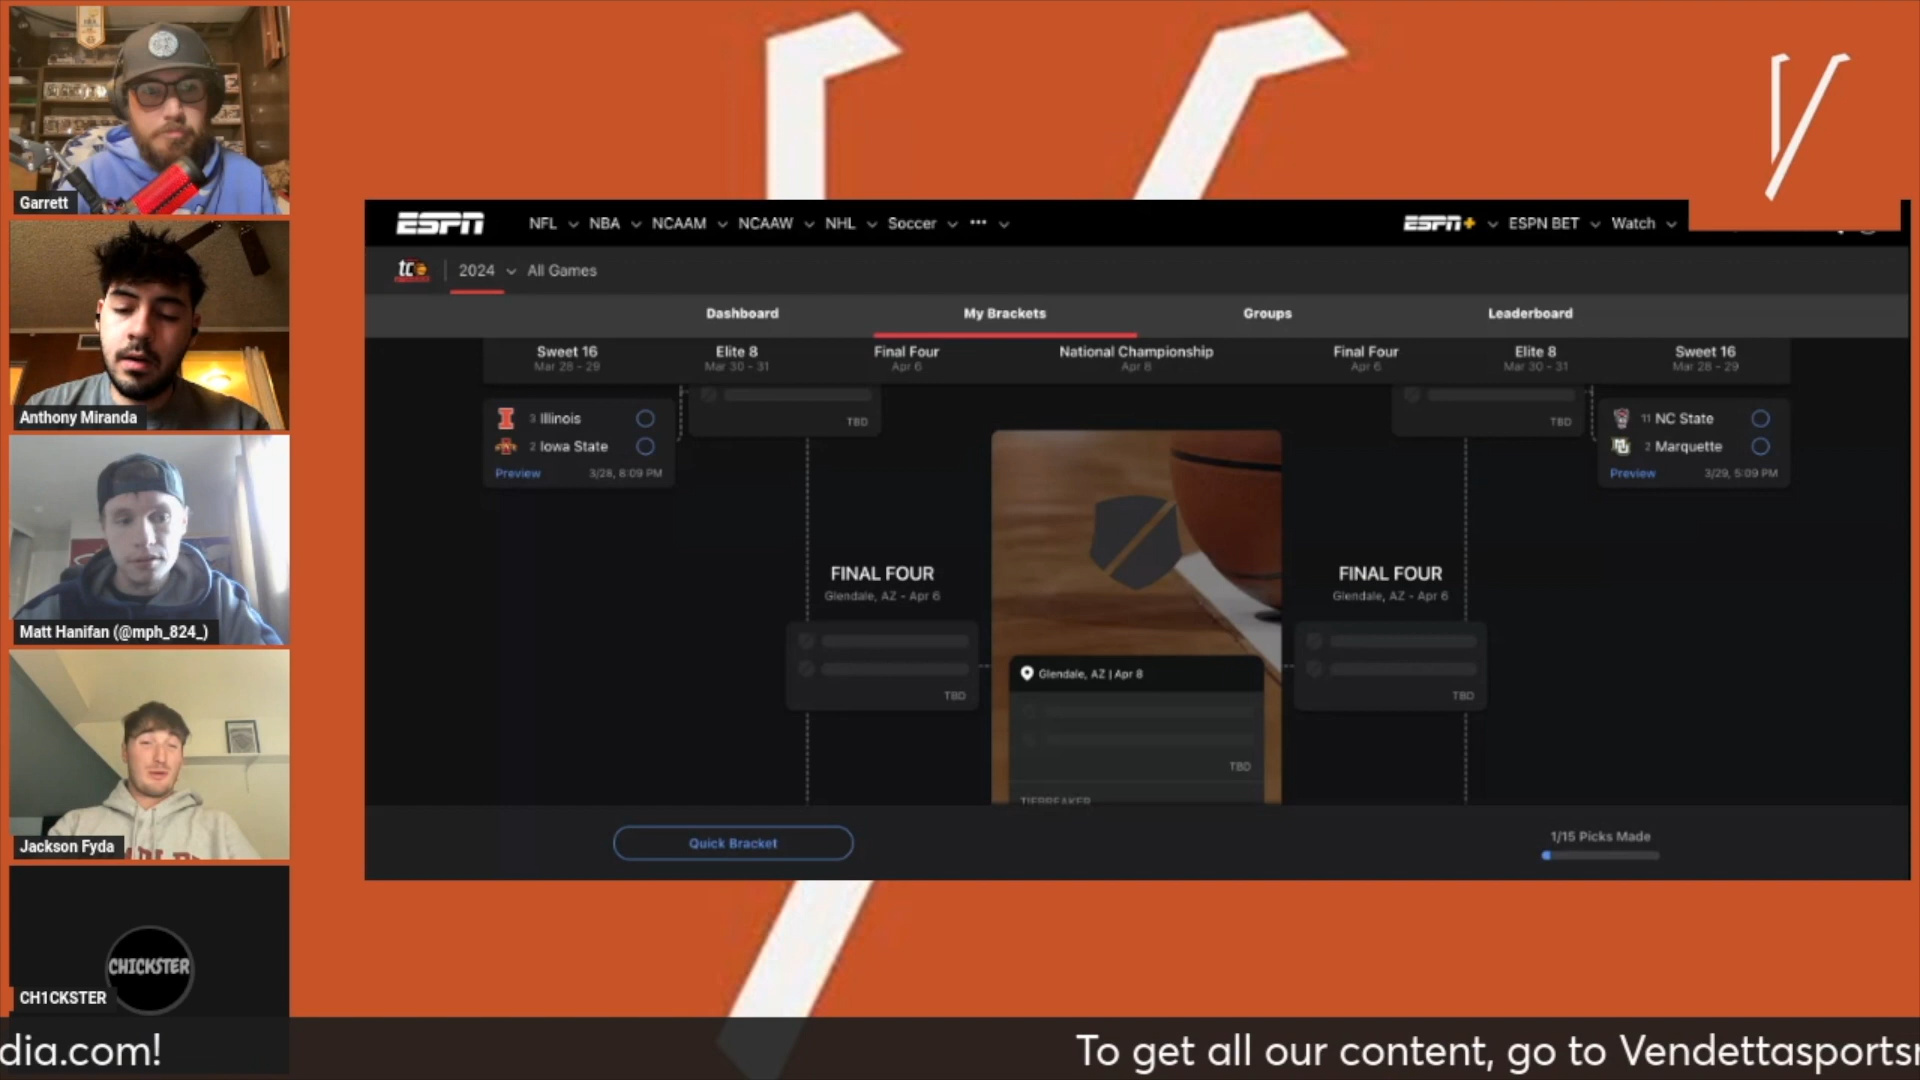 Garrett
Anthony Miranda
Matt Hanifan (@mph_824_)
Jackson Fyda
CHICKSTER
CH1CKSTER
ESPN NFL NBA NCAAM NCAAW NHL Soccer ••• ESPN+ ESPN BET Watch
tc 2024 All Games
Dashboard My Brackets Groups Leaderboard
Sweet 16 Elite 8 Final Four National Championship Final Four Elite 8 Sweet 16
Mar 28 - 29 Mar 30 - 31 Apr 6 Apr 8 Apr 6 Mar 30 - 31 Mar 28 - 29
3 Illinois
2 Iowa State
Preview 3/28, 8:09 PM
TBD
TBD
11 NC State
2 Marquette
Preview 3/29, 5:09 PM
FINAL FOUR
Glendale, AZ - Apr 6
TBD
FINAL FOUR
Glendale, AZ - Apr 6
TBD
Glendale, AZ | Apr 8
TBD
TIEBREAKER
Quick Bracket
1/15 Picks Made
dia.com! To get all our content, go to Vendettasports